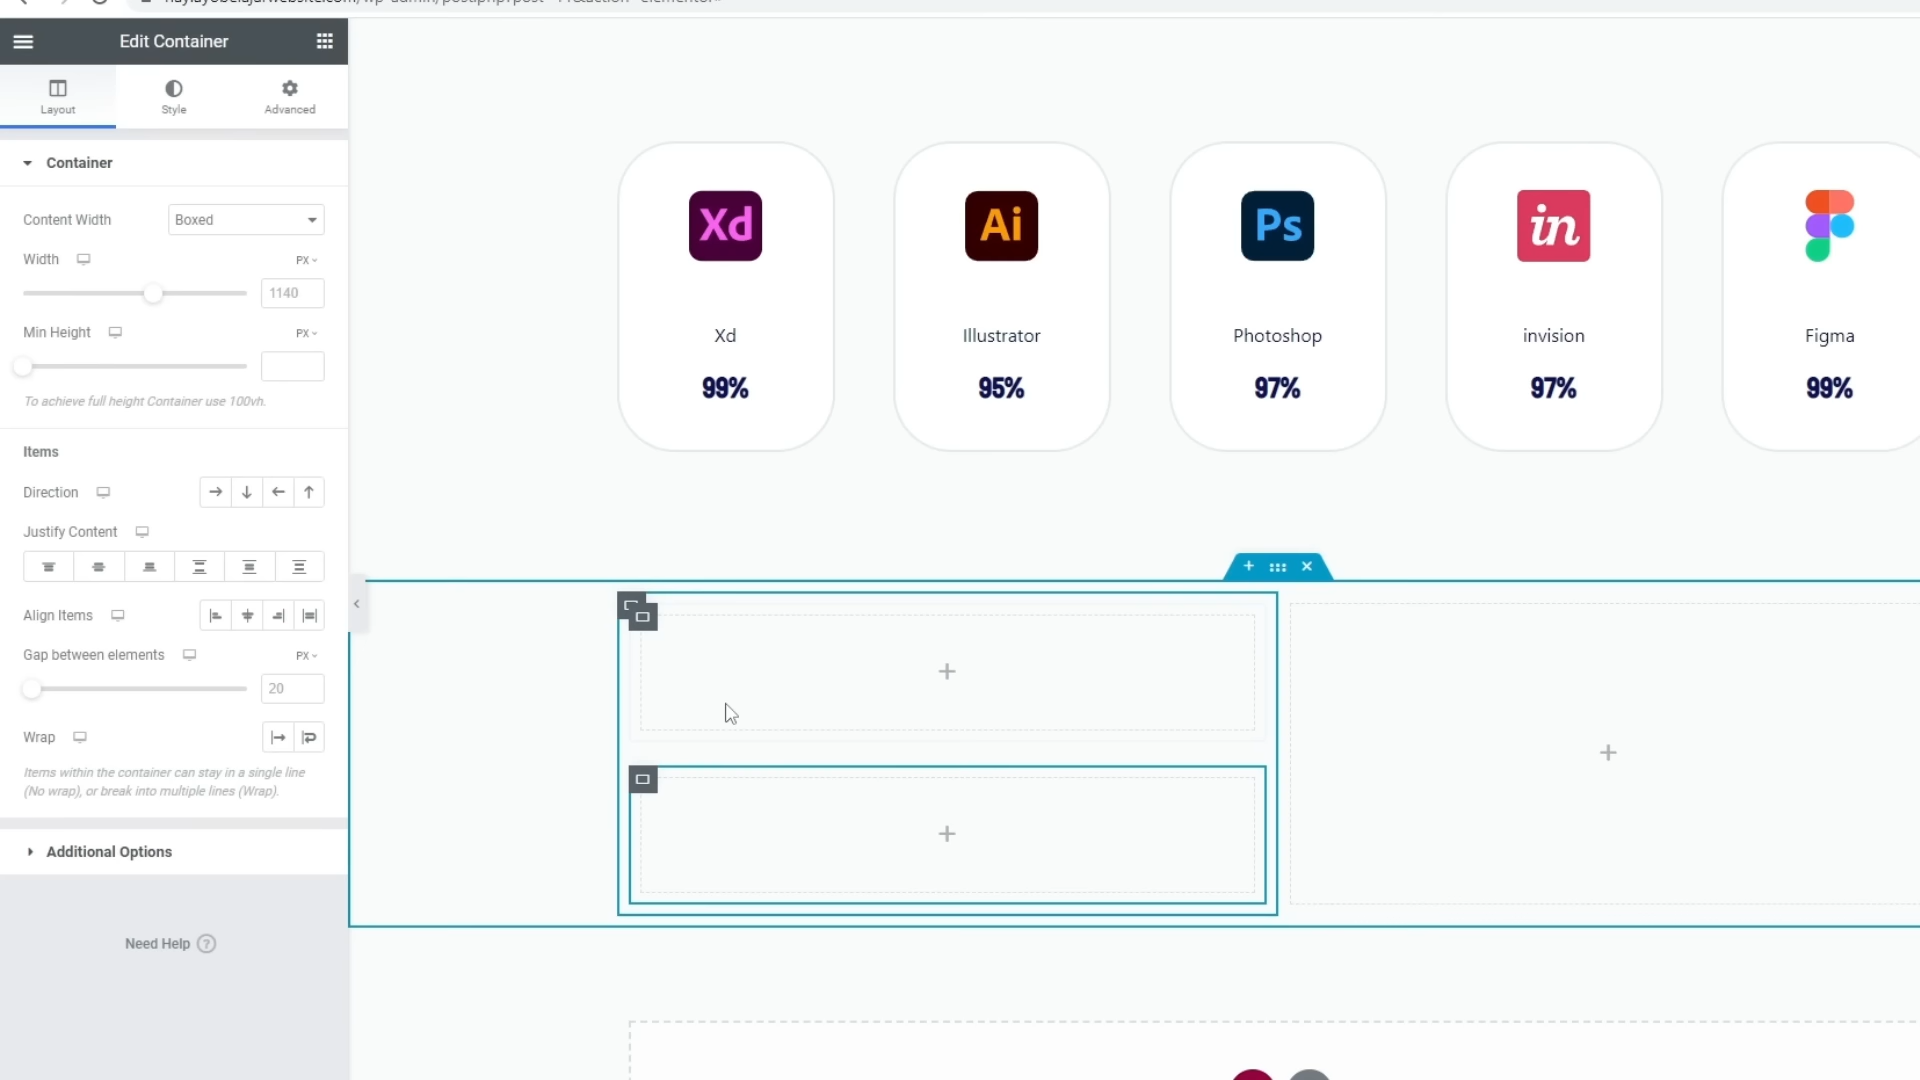 Edit Container
Layout
Style
Advanced
Container
Content Width
Boxed
Width
PX
1140
Min Height
PX
To achieve full height Container use 100vh.
Items
Direction
Justify Content
Align Items
Gap between elements
PX
20
Wrap
Items within the container can stay in a single line
(No wrap), or break into multiple lines (Wrap).
Additional Options
Need Help ?
Xd
Xd
99%
Ai
Illustrator
95%
Ps
Photoshop
97%
in
invision
97%
Figma
99%